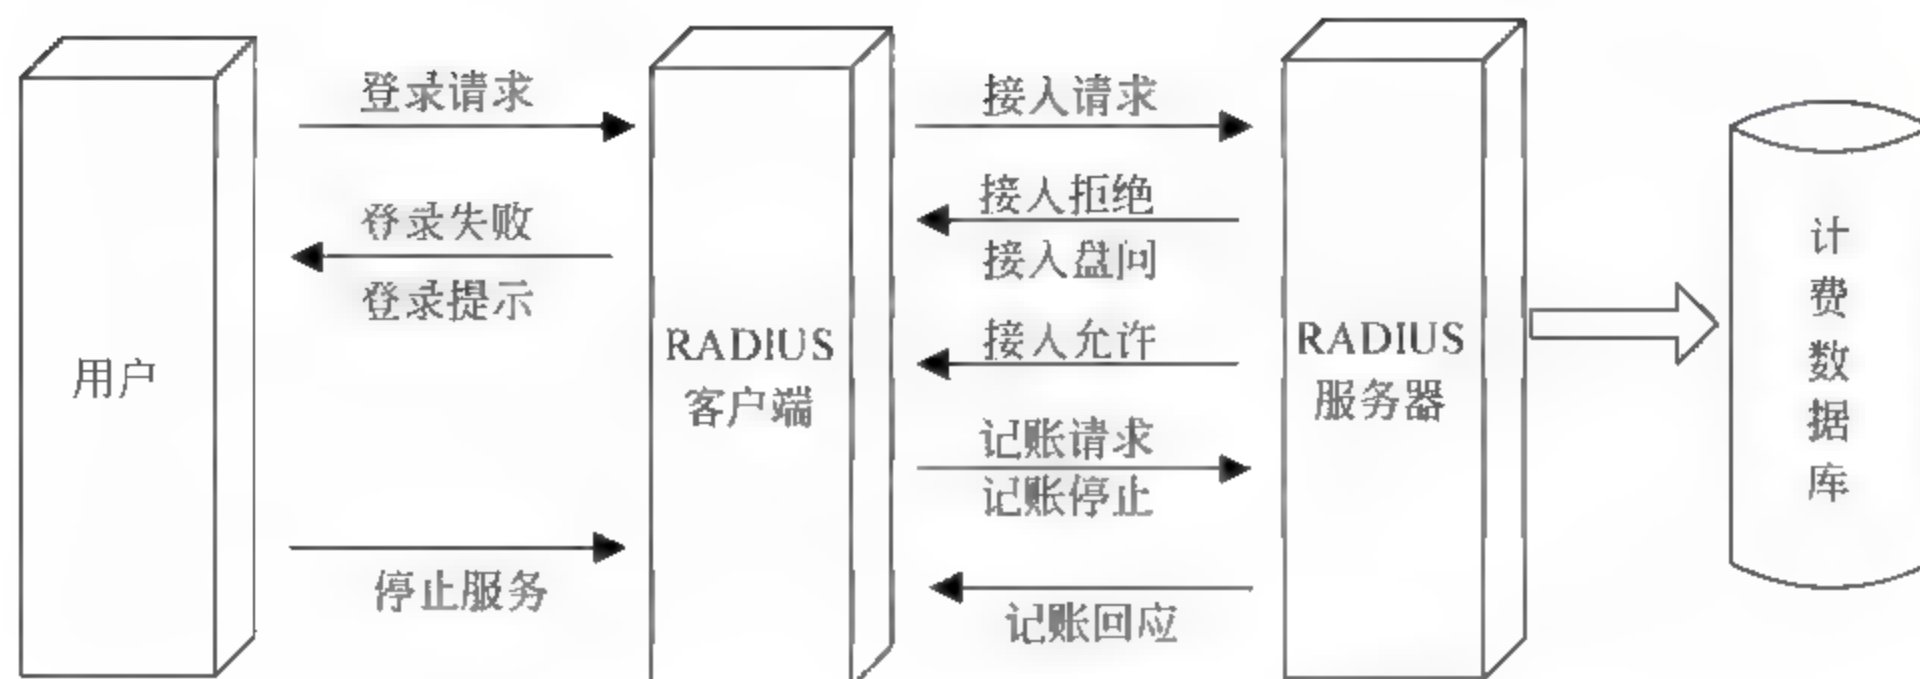 用户
登录请求
登录失败
登录提示
停止服务
RADIUS
客户端
接入请求
接入拒绝
接入盘问
接入允许
记账请求
记账停止
记账回应
RADIUS
服务器
计
费
数
据
库